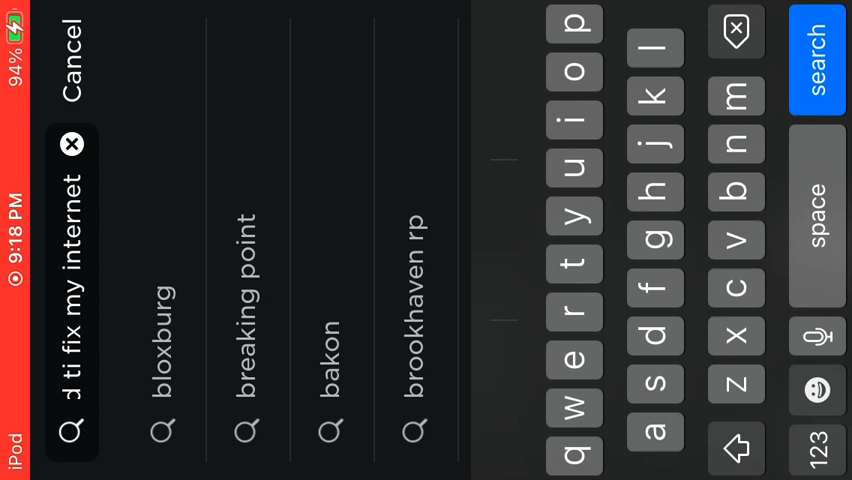 iPod 9:18 PM 94%
d ti fix my internet Cancel
bloxburg
breaking point
bakon
brookhaven rp
q w e r t y u i o p
a s d f g h j k l
z x c v b n m
123 space search